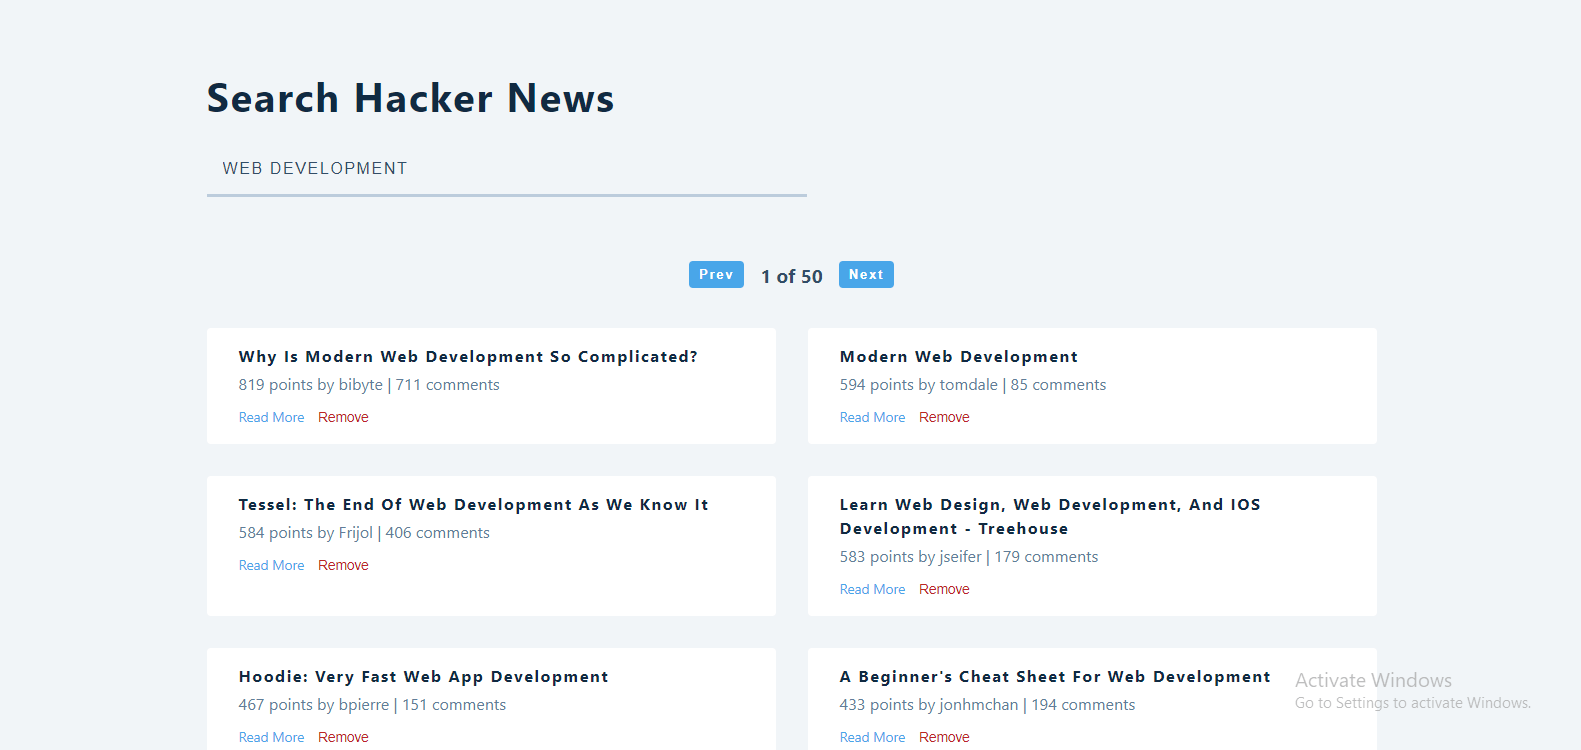 Search Hacker News
WEB DEVELOPMENT
Prev 1 of 50 Next
Why Is Modern Web Development So Complicated?
819 points by bibyte | 711 comments
Read More Remove
Modern Web Development
594 points by tomdale | 85 comments
Read More Remove
Tessel: The End Of Web Development As We Know It
584 points by Frijol | 406 comments
Read More Remove
Learn Web Design, Web Development, And IOS
Development - Treehouse
583 points by jseifer | 179 comments
Read More Remove
Hoodie: Very Fast Web App Development
467 points by bpierre | 151 comments
Read More Remove
A Beginner's Cheat Sheet For Web Development
433 points by jonhmchan | 194 comments
Read More Remove
Activate Windows
Go to Settings to activate Windows.